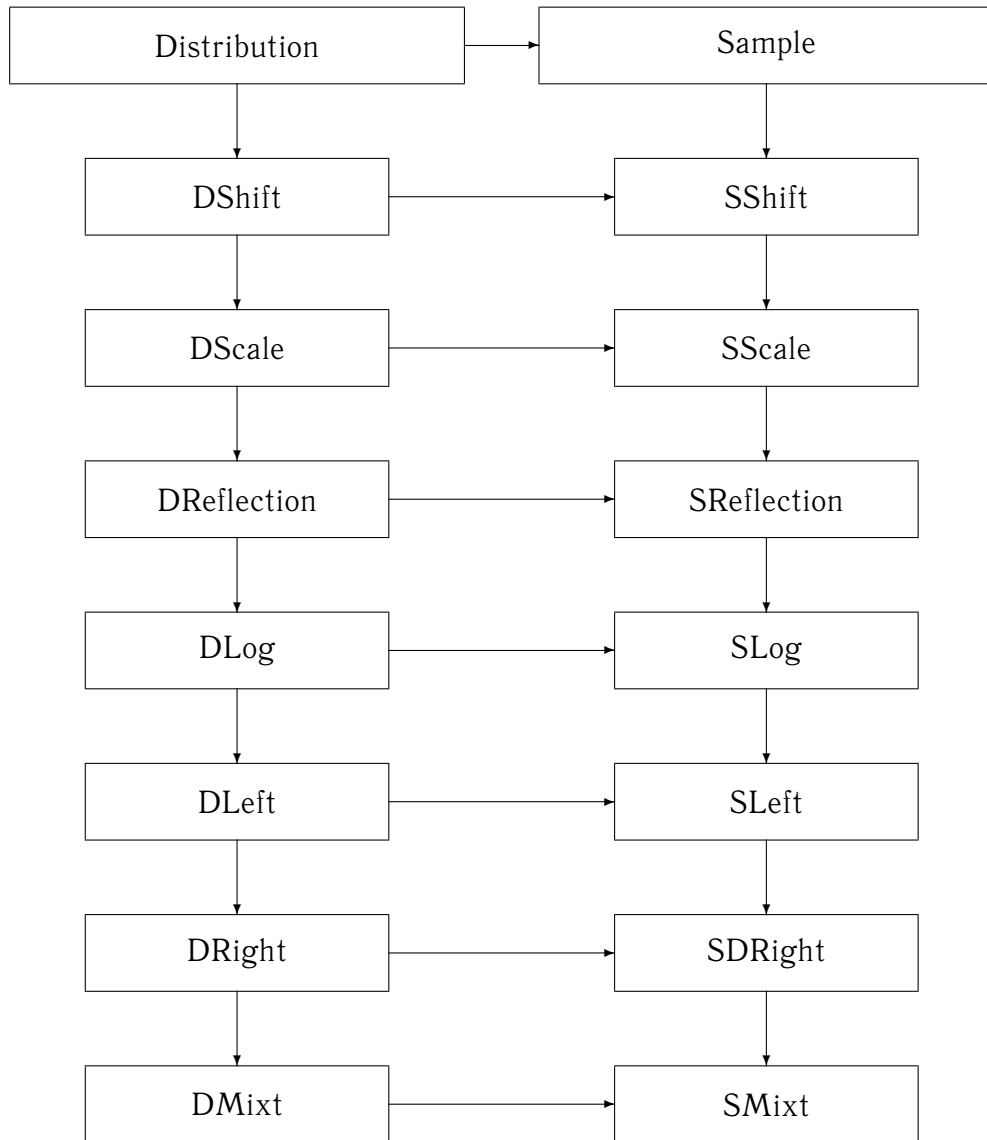 Distribution
Sample
DShift
SShift
DScale
SScale
DReflection
SReflection
DLog
SLog
DLeft
SLeft
DRight
SDRight
DMixt
SMixt